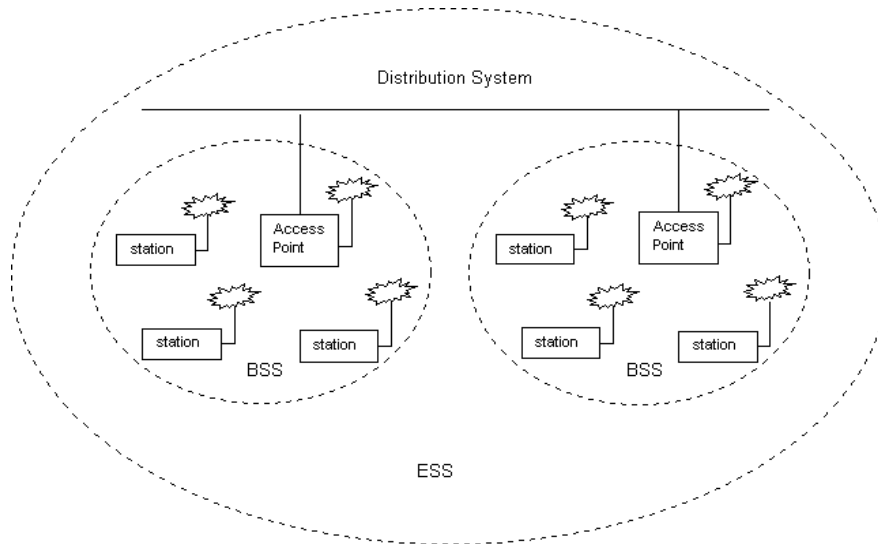 Distribution System
Access
Point
station
station
station
BSS
Access
Point
station
station
station
BSS
ESS